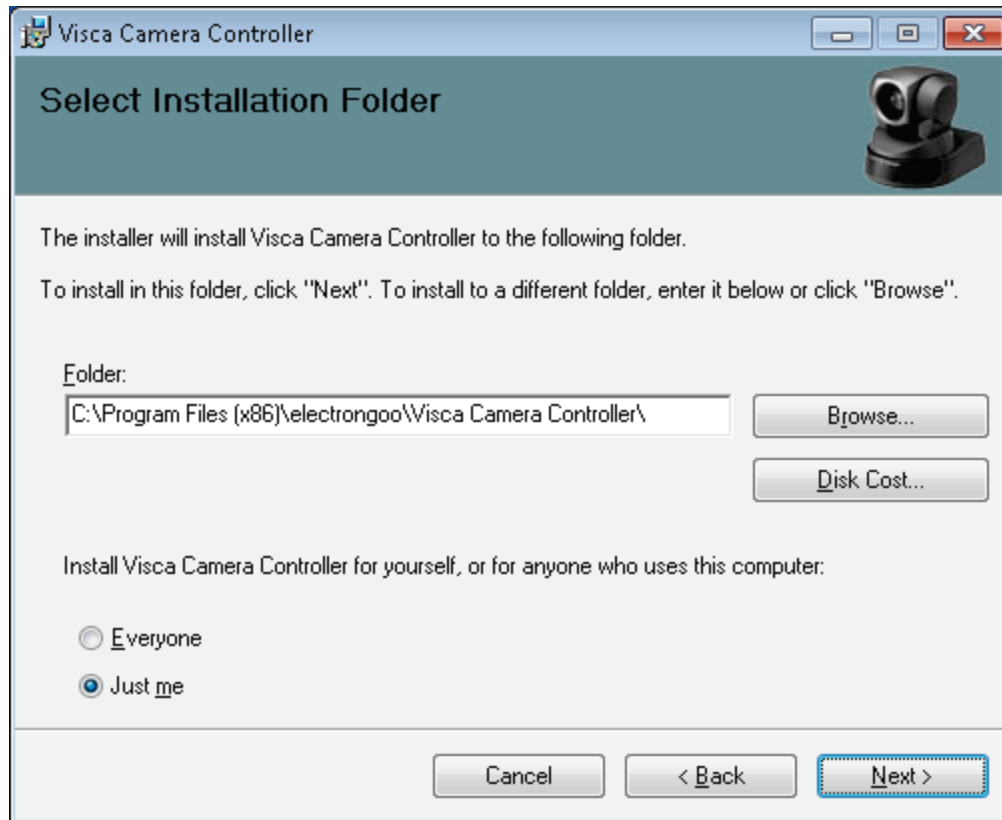 Visca Camera Controller
Select Installation Folder
The installer will install Visca Camera Controller to the following folder.
To install in this folder, click "Next". To install to a different folder, enter it below or click "Browse".
Folder:
C:\Program Files (x86)\electrongoo\Visca Camera Controller\
Browse...
Disk Cost...
Install Visca Camera Controller for yourself, or for anyone who uses this computer:
Everyone
Just me
Cancel
< Back
Next >